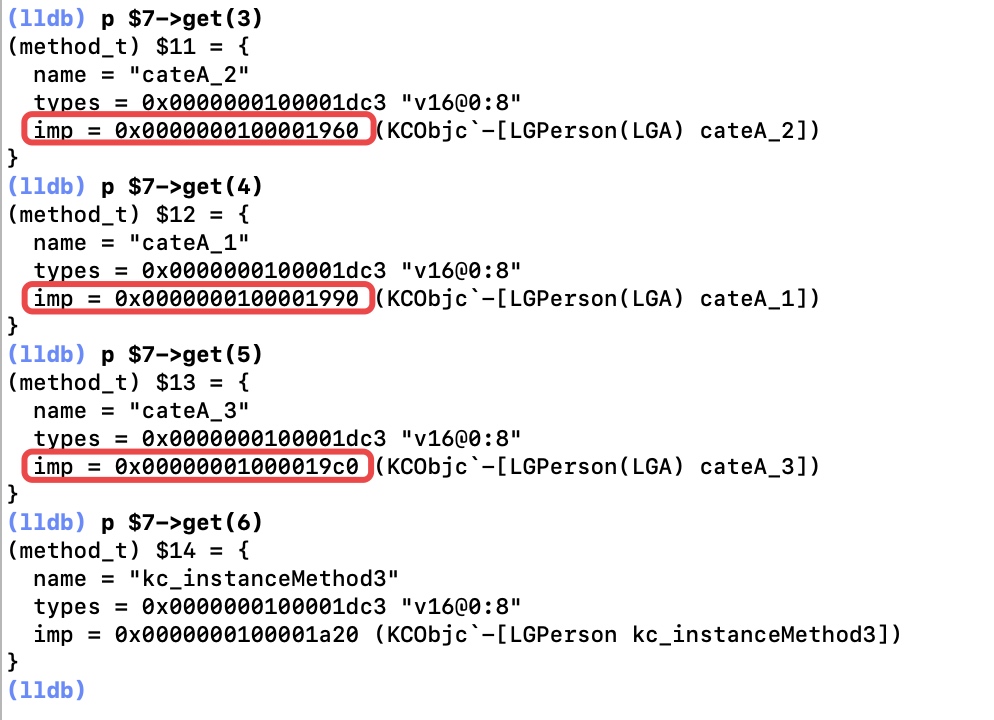 (lldb) p $7->get(3)
(method_t) $11 = {
  name = "cateA_2"
  types = 0x0000000100001dc3 "v16@0:8"
  imp = 0x0000000100001960 (KCObjc`-[LGPerson(LGA) cateA_2])
}
(lldb) p $7->get(4)
(method_t) $12 = {
  name = "cateA_1"
  types = 0x0000000100001dc3 "v16@0:8"
  imp = 0x0000000100001990 (KCObjc`-[LGPerson(LGA) cateA_1])
}
(lldb) p $7->get(5)
(method_t) $13 = {
  name = "cateA_3"
  types = 0x0000000100001dc3 "v16@0:8"
  imp = 0x00000001000019c0 (KCObjc`-[LGPerson(LGA) cateA_3])
}
(lldb) p $7->get(6)
(method_t) $14 = {
  name = "kc_instanceMethod3"
  types = 0x0000000100001dc3 "v16@0:8"
  imp = 0x0000000100001a20 (KCObjc`-[LGPerson kc_instanceMethod3])
}
(lldb)